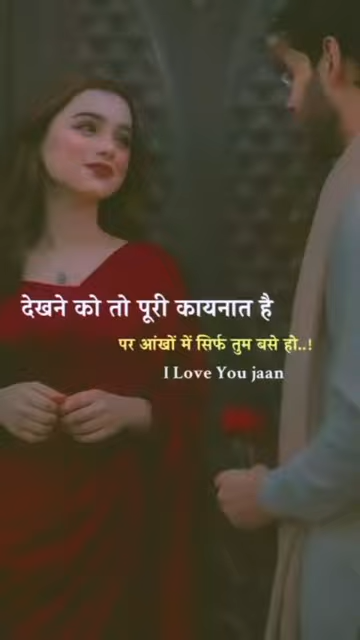 देखने को तो पूरी कायनात है
पर आंखों में सिर्फ तुम बसे हो..!
I Love You jaan